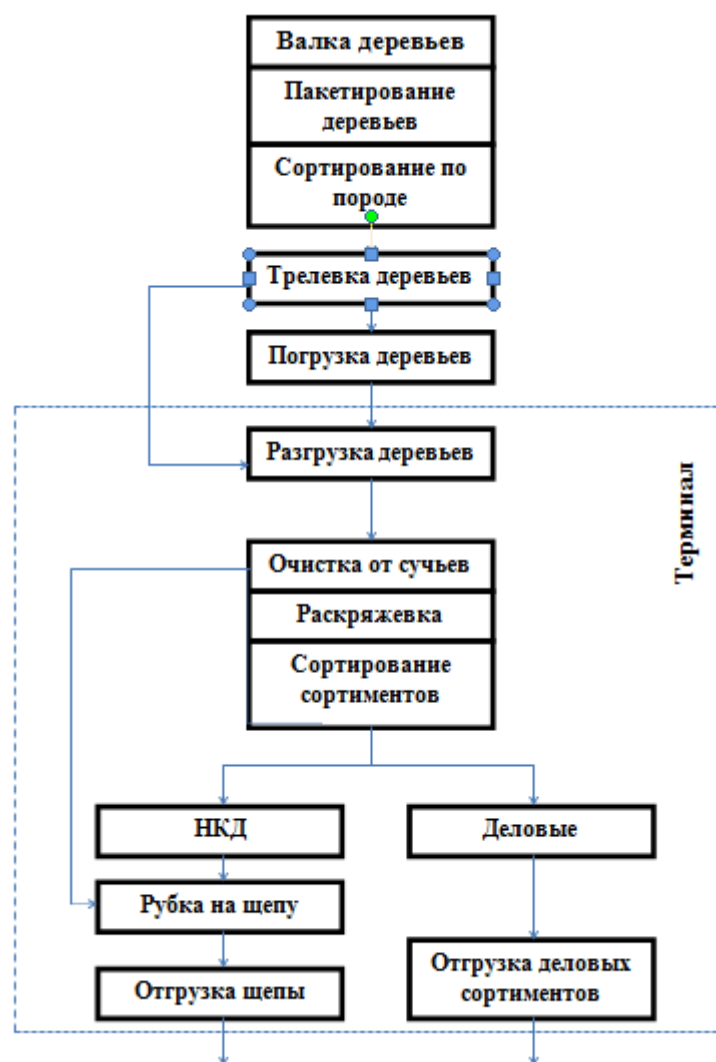 Валка деревьев
Пакетирование
деревьев
Сортирование по
породе
Трелевка деревьев
Погрузка деревьев
Разгрузка деревьев
Терминал
Очистка от сучьев
Раскряжевка
Сортирование
сортиментов
НКД
Деловые
Рубка на щепу
Отгрузка щепы
Отгрузка деловых
сортиментов